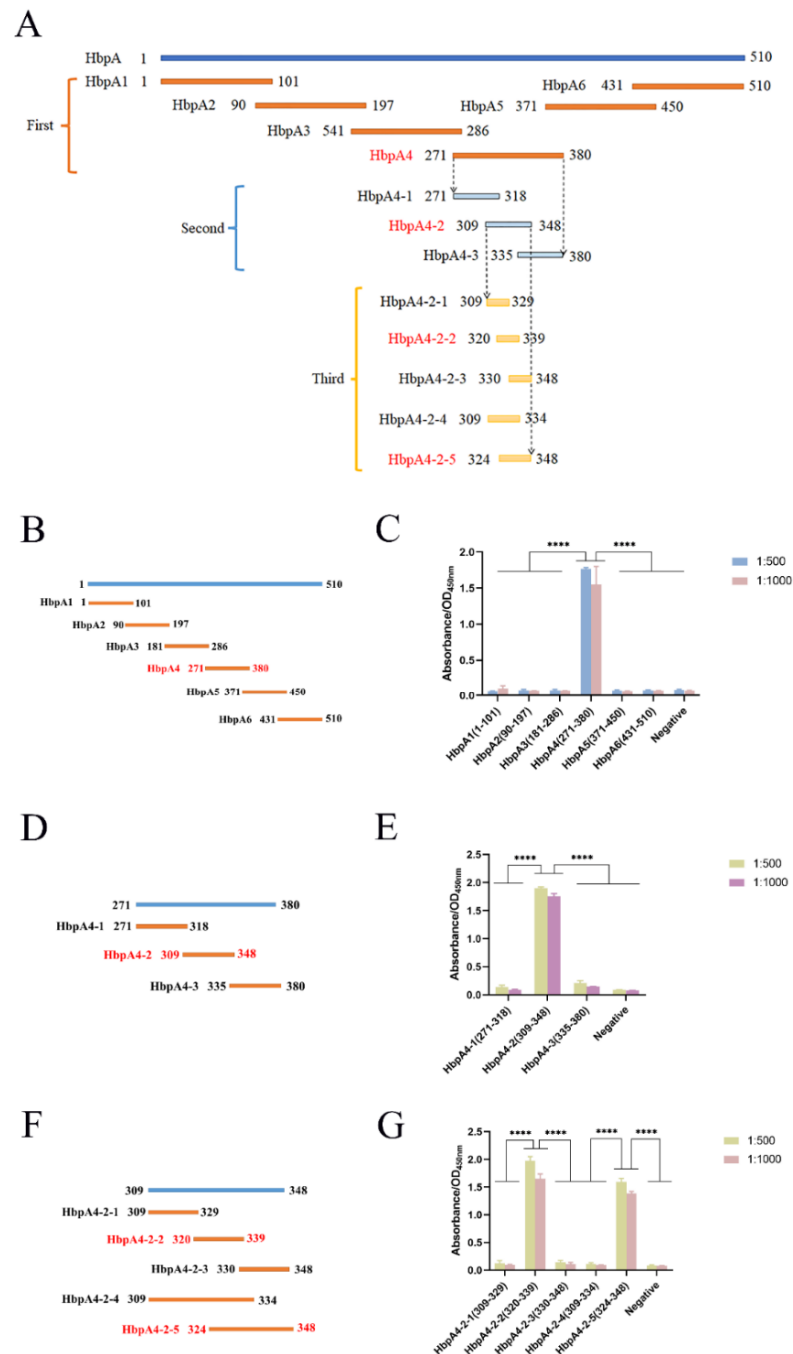 A
HbpA 1 510
HbpA1 1 101
HbpA6 431 510
HbpA2 90 197
HbpA5 371 450
First
HbpA3 541 286
HbpA4 271 380
HbpA4-1 271 318
Second
HbpA4-2 309 348
HbpA4-3 335 380
HbpA4-2-1 309 329
HbpA4-2-2 320 339
Third
HbpA4-2-3 330 348
HbpA4-2-4 309 334
HbpA4-2-5 324 348
B
1 510
HbpA1 1 101
HbpA2 90 197
HbpA3 181 286
HbpA4 271 380
HbpA5 371 450
HbpA6 431 510
C
**** ****
2.0
1.5
1.0
0.5
0.0
Absorbance/OD450nm
1:500
1:1000
HbpA1(1-101)
HbpA2(90-197)
HbpA3(181-286)
HbpA4(271-380)
HbpA5(371-450)
HbpA6(431-510)
Negative
D
271 380
HbpA4-1 271 318
HbpA4-2 309 348
HbpA4-3 335 380
E
**** ****
2.5
2.0
1.5
1.0
0.5
0.0
Absorbance/OD450nm
1:500
1:1000
HbpA4-1(271-318)
HbpA4-2(309-348)
HbpA4-3(335-380)
Negative
F
309 348
HbpA4-2-1 309 329
HbpA4-2-2 320 339
HbpA4-2-3 330 348
HbpA4-2-4 309 334
HbpA4-2-5 324 348
G
**** **** **** ****
2.5
2.0
1.5
1.0
0.5
0.0
Absorbance/OD450nm
1:500
1:1000
HbpA4-2-1(309-329)
HbpA4-2-2(320-339)
HbpA4-2-3(330-348)
HbpA4-2-4(309-334)
HbpA4-2-5(324-348)
Negative